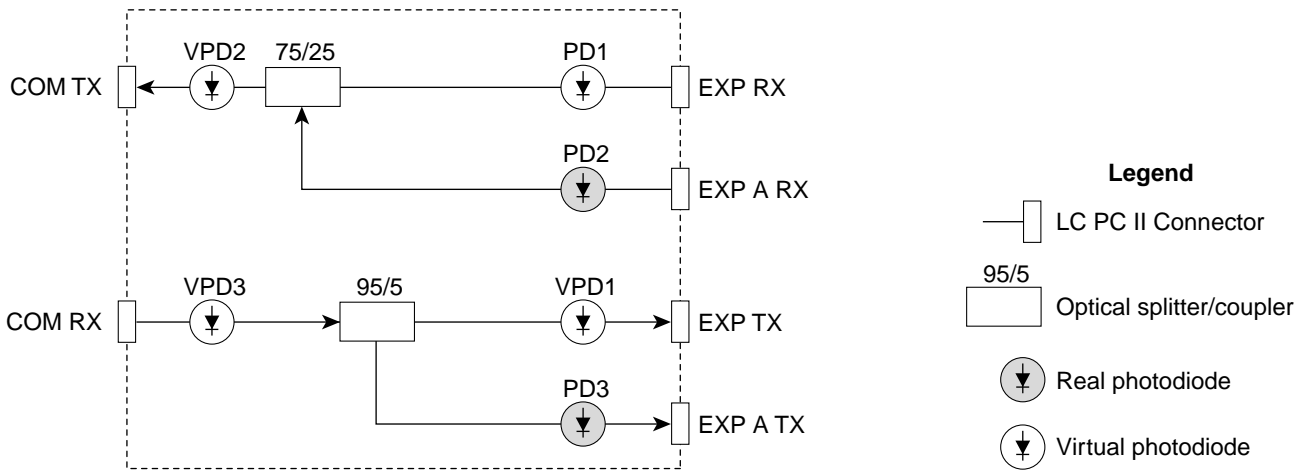 VPD2
75/25
PD1
COM TX
EXP RX
PD2
EXP A RX
VPD3
95/5
VPD1
COM RX
EXP TX
PD3
EXP A TX
Legend
LC PC II Connector
95/5
Optical splitter/coupler
Real photodiode
Virtual photodiode